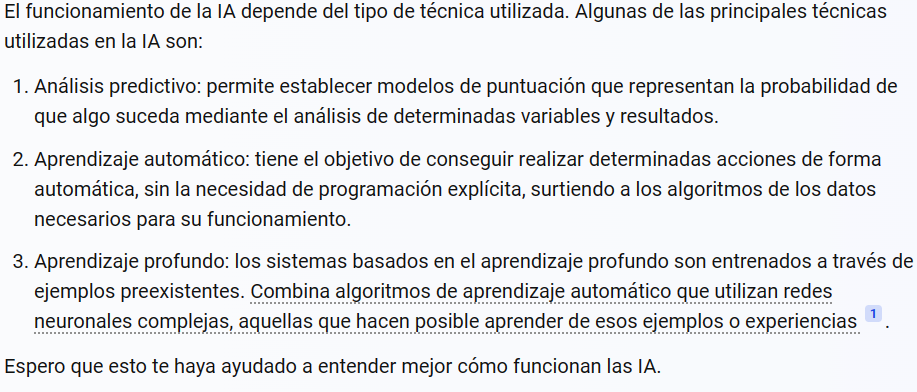 El funcionamiento de la IA depende del tipo de técnica utilizada. Algunas de las principales técnicas
utilizadas en la IA son:
1. Análisis predictivo: permite establecer modelos de puntuación que representan la probabilidad de
que algo suceda mediante el análisis de determinadas variables y resultados.
2. Aprendizaje automático: tiene el objetivo de conseguir realizar determinadas acciones de forma
automática, sin la necesidad de programación explícita, surtiendo a los algoritmos de los datos
necesarios para su funcionamiento.
3. Aprendizaje profundo: los sistemas basados en el aprendizaje profundo son entrenados a través de
ejemplos preexistentes. Combina algoritmos de aprendizaje automático que utilizan redes
neuronales complejas, aquellas que hacen posible aprender de esos ejemplos o experiencias 1 .
Espero que esto te haya ayudado a entender mejor cómo funcionan las IA.